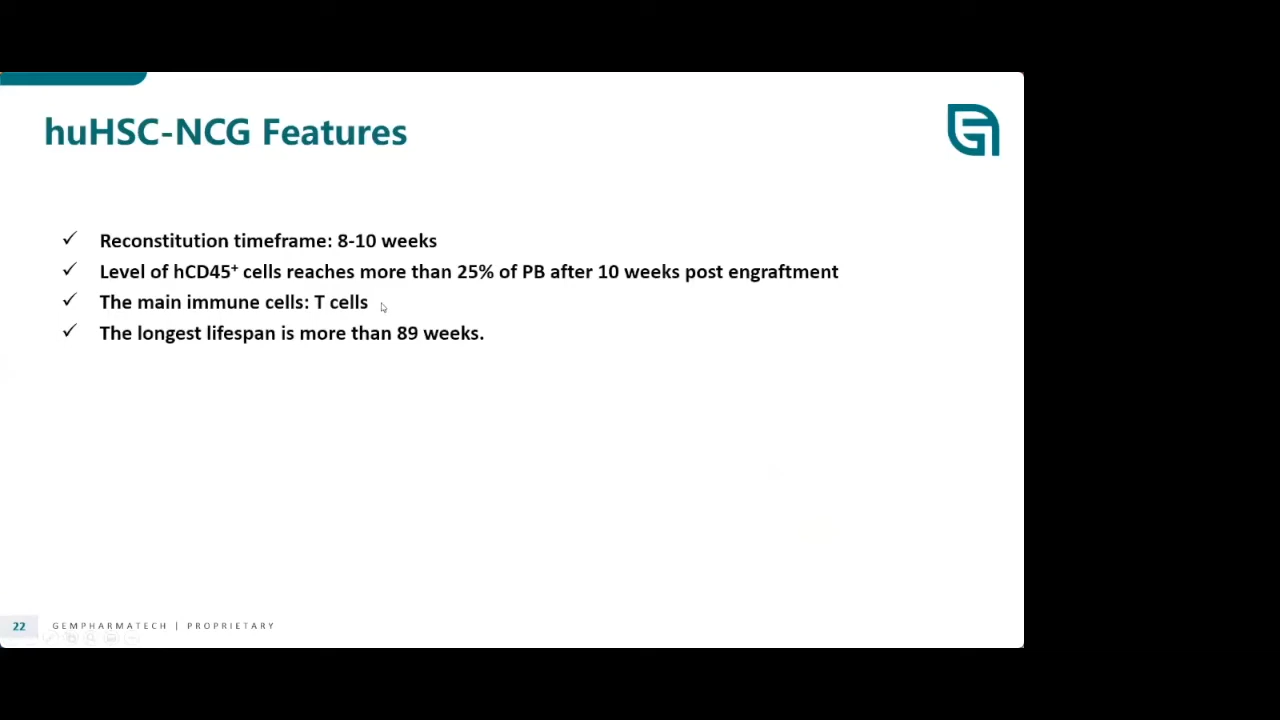 huHSC-NCG Features
✓ Reconstitution timeframe: 8-10 weeks
✓ Level of hCD45⁺ cells reaches more than 25% of PB after 10 weeks post engraftment
✓ The main immune cells: T cells
✓ The longest lifespan is more than 89 weeks.
22 GEMPHARMATECH | PROPRIETARY